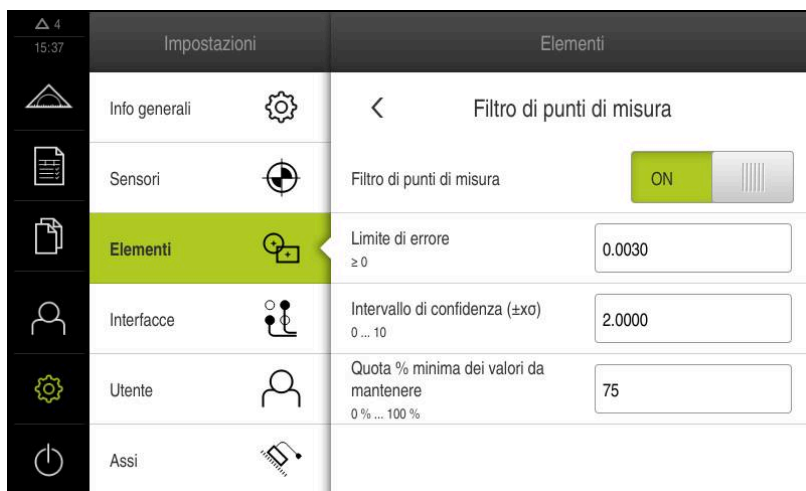 4
15:37
Impostazioni
Elementi
Info generali
Sensori
Elementi
Interfacce
Utente
Assi
Filtro di punti di misura
Filtro di punti di misura
ON
Limite di errore
≥ 0
0.0030
Intervallo di confidenza (±xσ)
0 ... 10
2.0000
Quota % minima dei valori da
mantenere
0 % ... 100 %
75